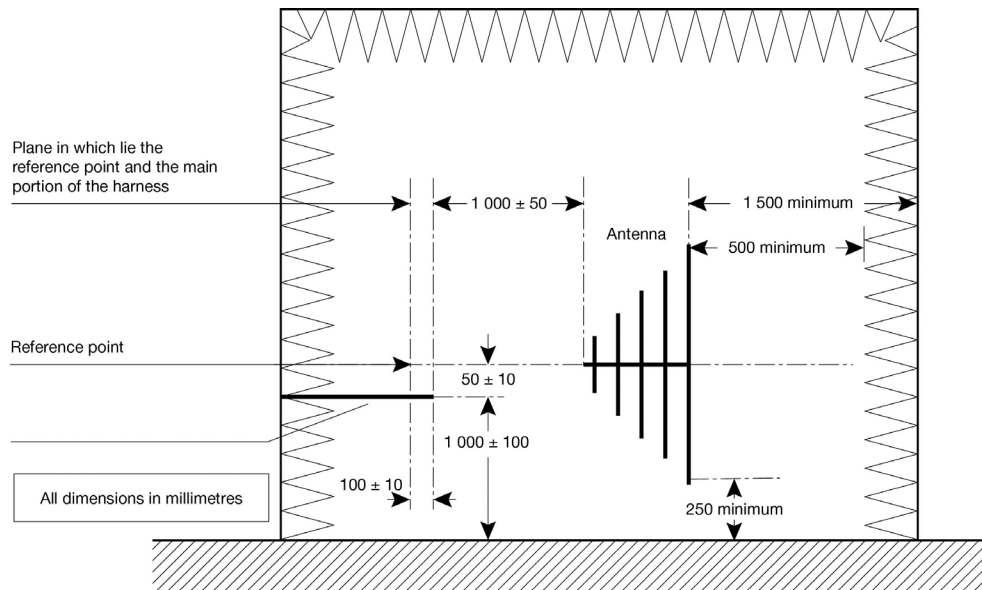 Plane in which lie the
reference point and the main
portion of the harness
1 000 ± 50
1 500 minimum
Antenna
500 minimum
Reference point
50 ± 10
1 000 ± 100
100 ± 10
All dimensions in millimetres
250 minimum